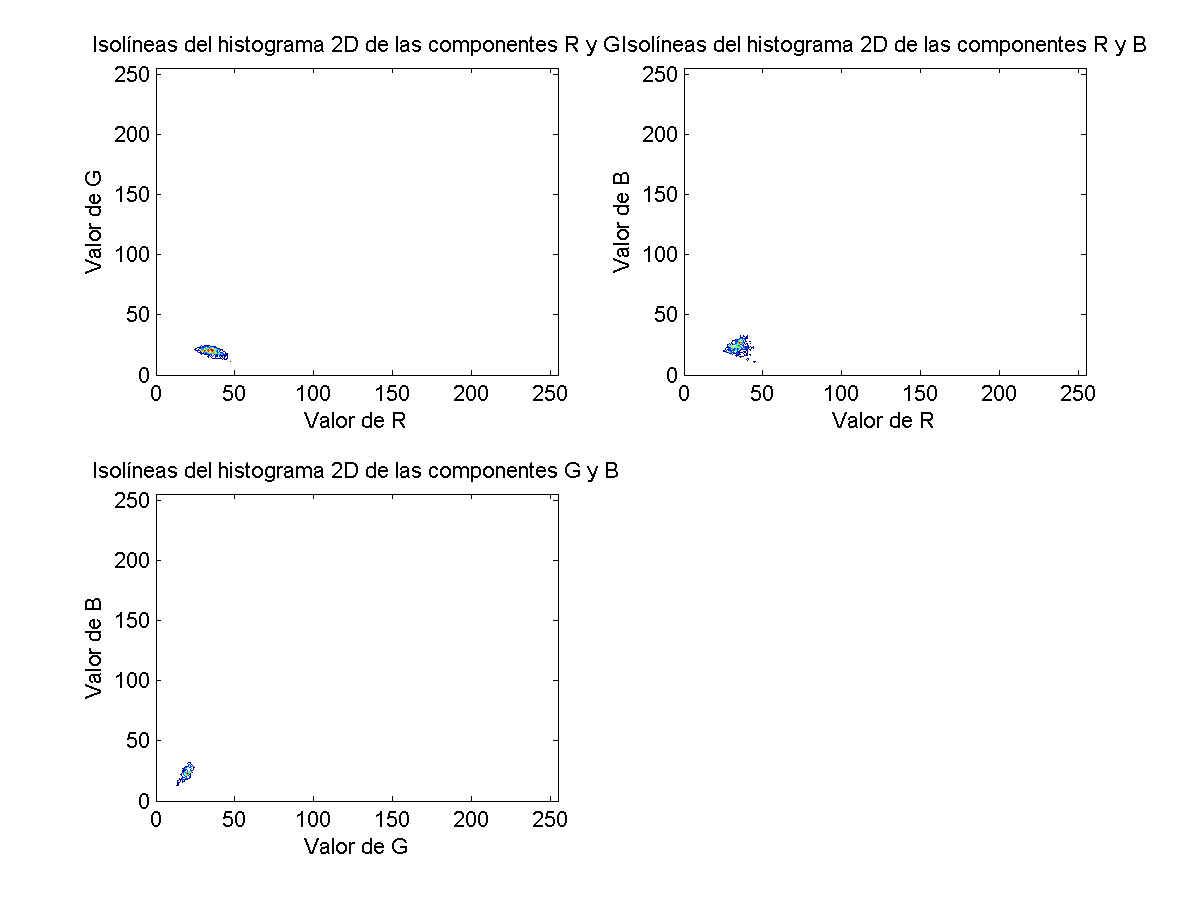 Isolíneas del histograma 2D de las componentes R y G
Isolíneas del histograma 2D de las componentes R y B
250
200
150
100
50
0
Valor de G
0 50 100 150 200 250
Valor de R
250
200
150
100
50
0
Valor de B
0 50 100 150 200 250
Valor de R
Isolíneas del histograma 2D de las componentes G y B
250
200
150
100
50
0
Valor de B
0 50 100 150 200 250
Valor de G